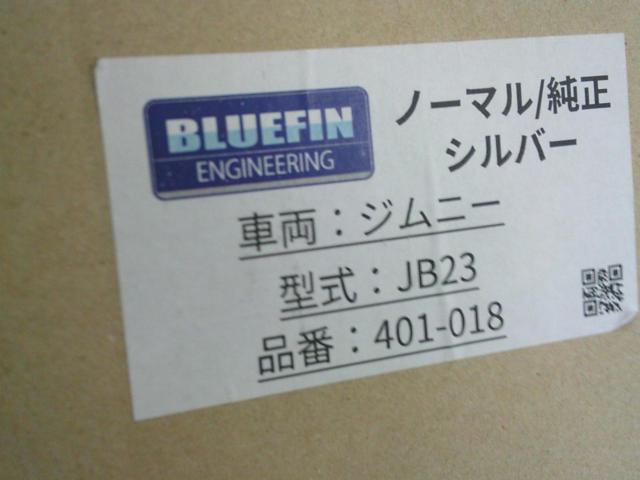 BLUEFIN
ENGINEERING
ノーマル/純正
シルバー
車両：ジムニー
型式：JB23
品番：401-018